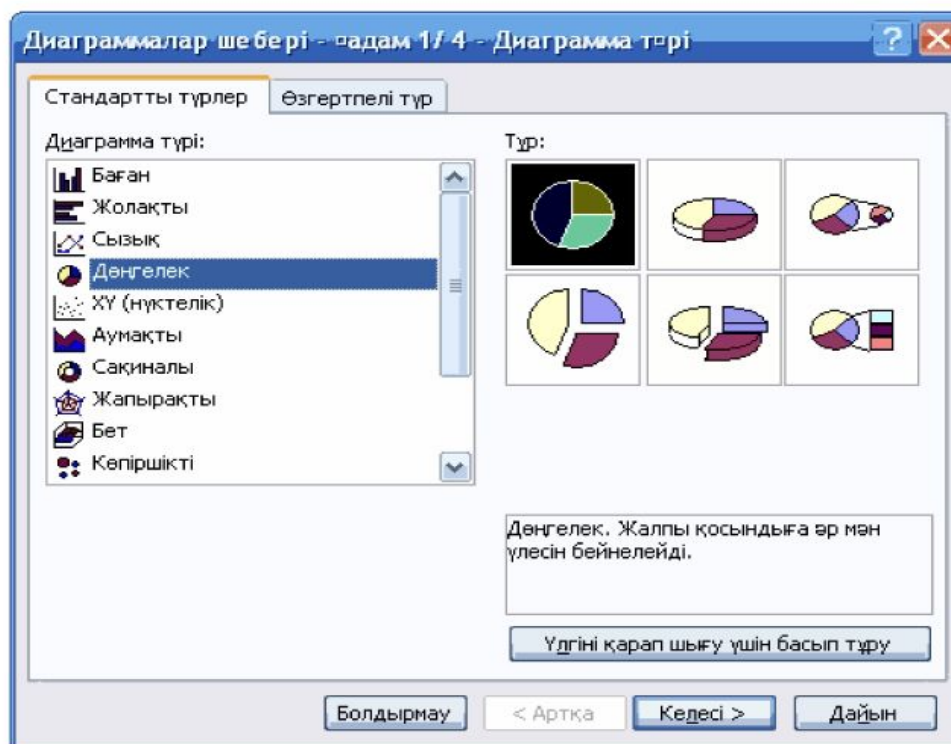 Диаграммалар шебері - ¤адам 1/ 4 - Диаграмма т¤рі
Стандартты түрлер
Өзгертпелі түр
Диаграмма түрі:
Баған
Жолақты
Сызық
Дөңгелек
XY (нүктелік)
Аумақты
Сақиналы
Жапырақты
Бет
Көпіршікті
Түр:
Дөңгелек. Жалпы қосындыға әр мән
үлесін бейнелейді.
Үлгіні қарап шығу үшін басып тұру
Болдырмау
< Артқа
Келесі >
Дайын